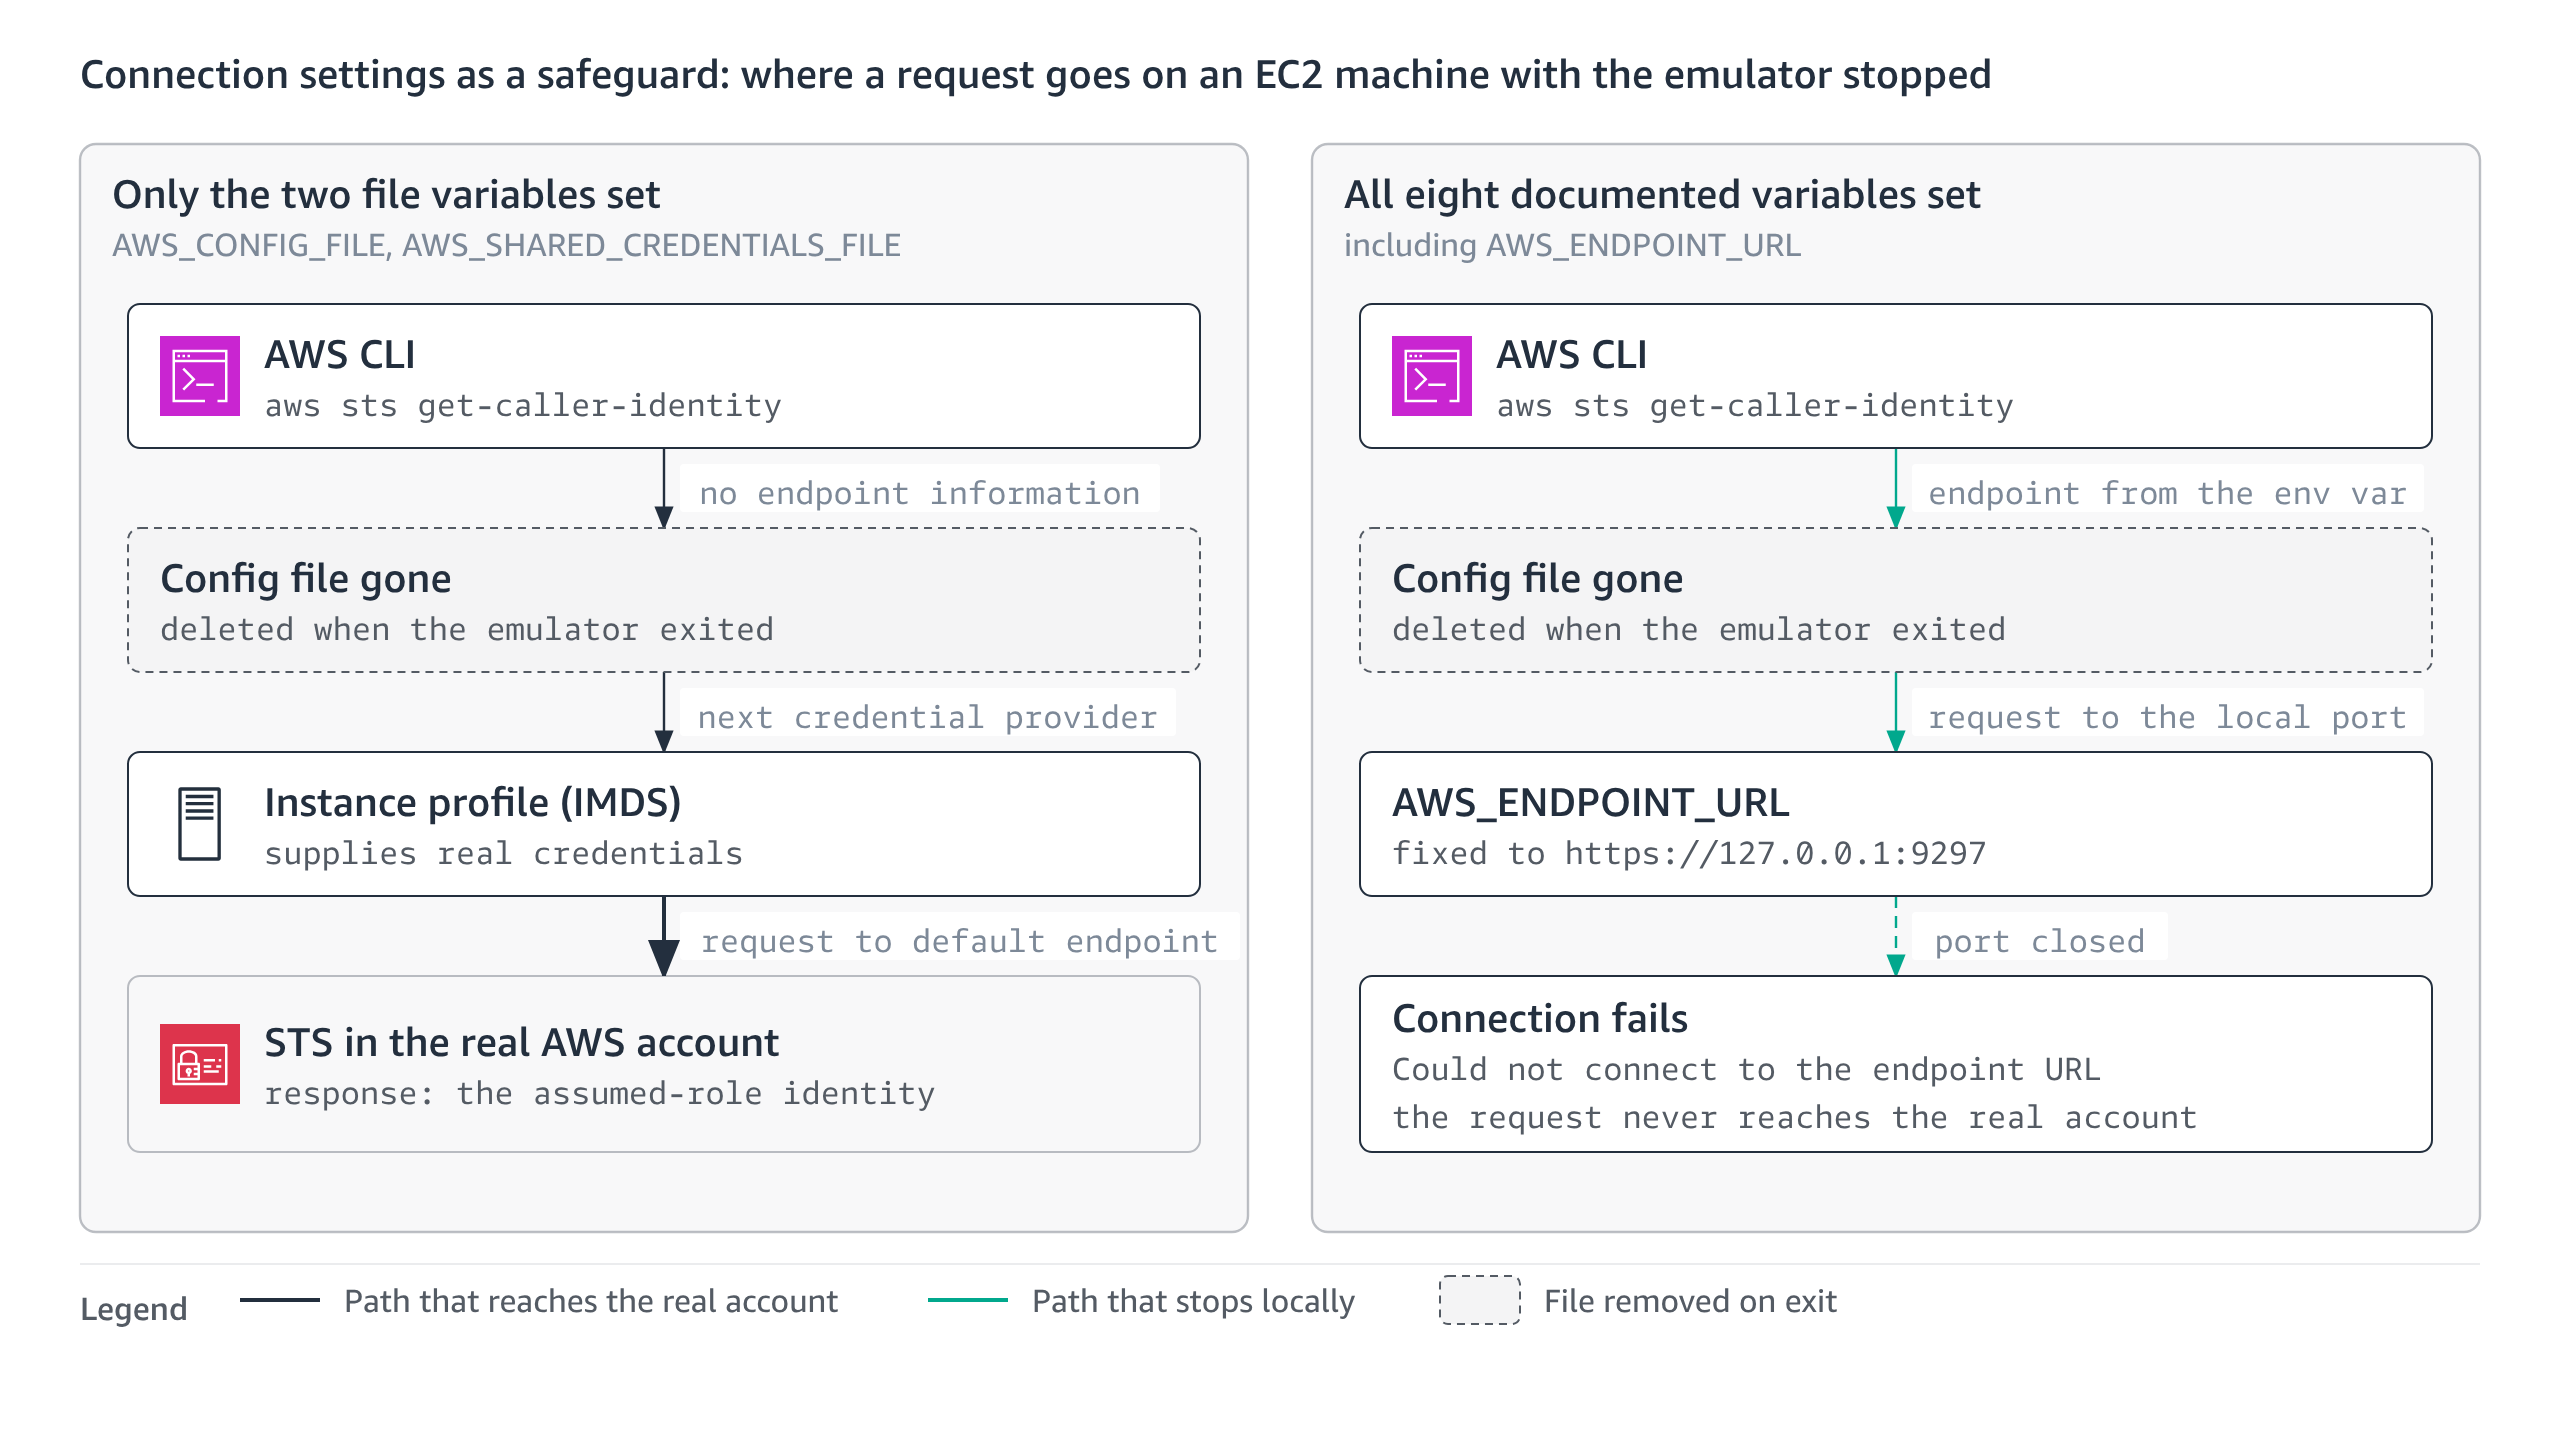 Connection settings as a safeguard: where a request goes on an EC2 machine with the emulator stopped
Only the two file variables set
AWS_CONFIG_FILE, AWS_SHARED_CREDENTIALS_FILE
AWS CLI
aws sts get-caller-identity
no endpoint information
Config file gone
deleted when the emulator exited
next credential provider
Instance profile (IMDS)
supplies real credentials
request to default endpoint
STS in the real AWS account
response: the assumed-role identity
All eight documented variables set
including AWS_ENDPOINT_URL
AWS CLI
aws sts get-caller-identity
endpoint from the env var
Config file gone
deleted when the emulator exited
request to the local port
AWS_ENDPOINT_URL
fixed to https://127.0.0.1:9297
port closed
Connection fails
Could not connect to the endpoint URL
the request never reaches the real account
Legend
Path that reaches the real account
Path that stops locally
File removed on exit